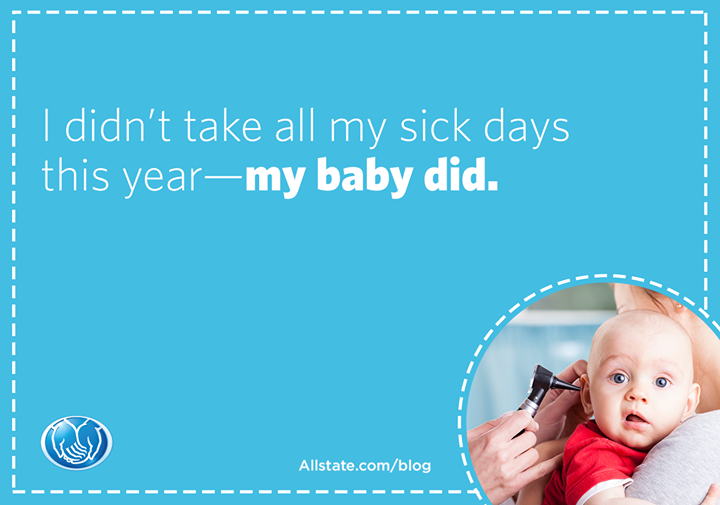 I didn’t take all my sick days
this year—my baby did.
Allstate.com/blog